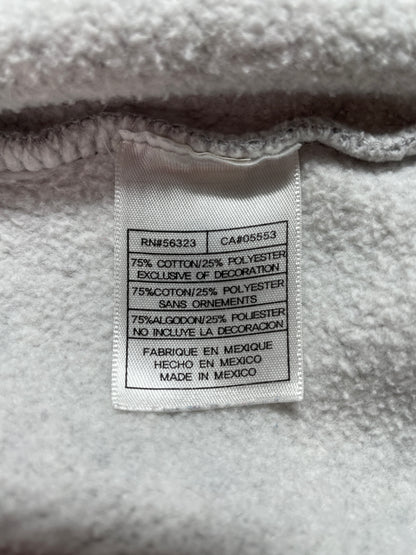 RN#56323 CA#05553
75% COTTON/25% POLYESTER
EXCLUSIVE OF DECORATION
75%COTON/25% POLYESTER
SANS ORNEMENTS
75%ALGODON/25% POLIESTER
NO INCLUYE LA DECORACION
FABRIQUE EN MEXIQUE
HECHO EN MEXICO
MADE IN MEXICO